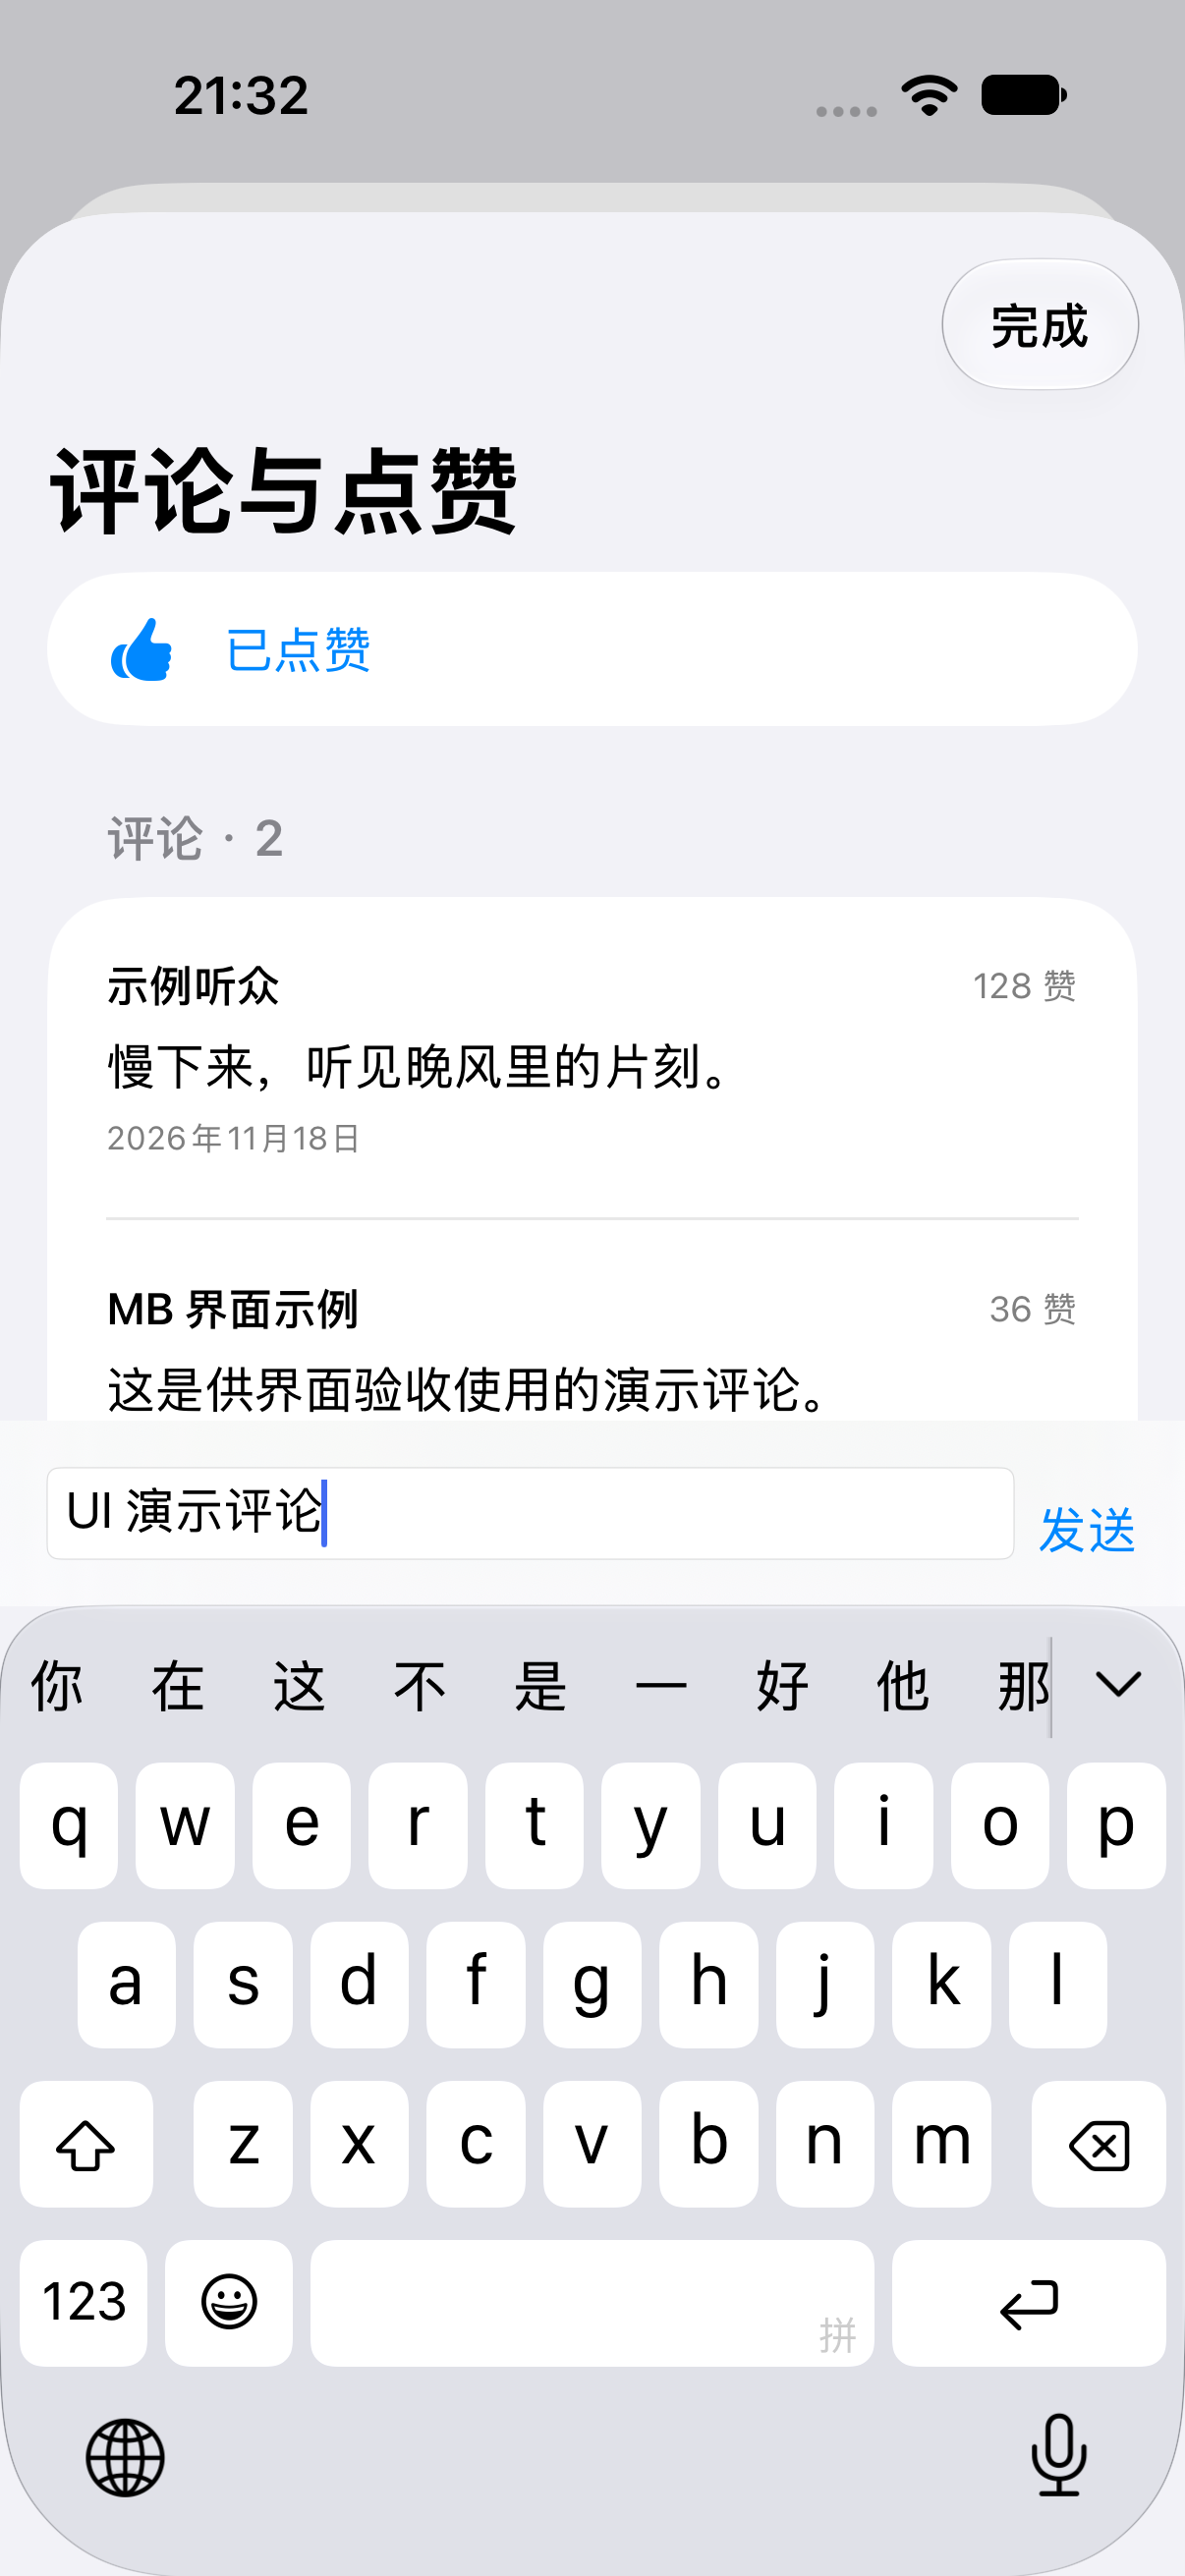 21:32
完成
评论与点赞
已点赞
评论 · 2
示例听众 128 赞
慢下来，听见晚风里的片刻。
2026年11月18日
MB 界面示例 36 赞
这是供界面验收使用的演示评论。
UI 演示评论
发送
你 在 这 不 是 一 好 他 那
q w e r t y u i o p
a s d f g h j k l
z x c v b n m
123 拼